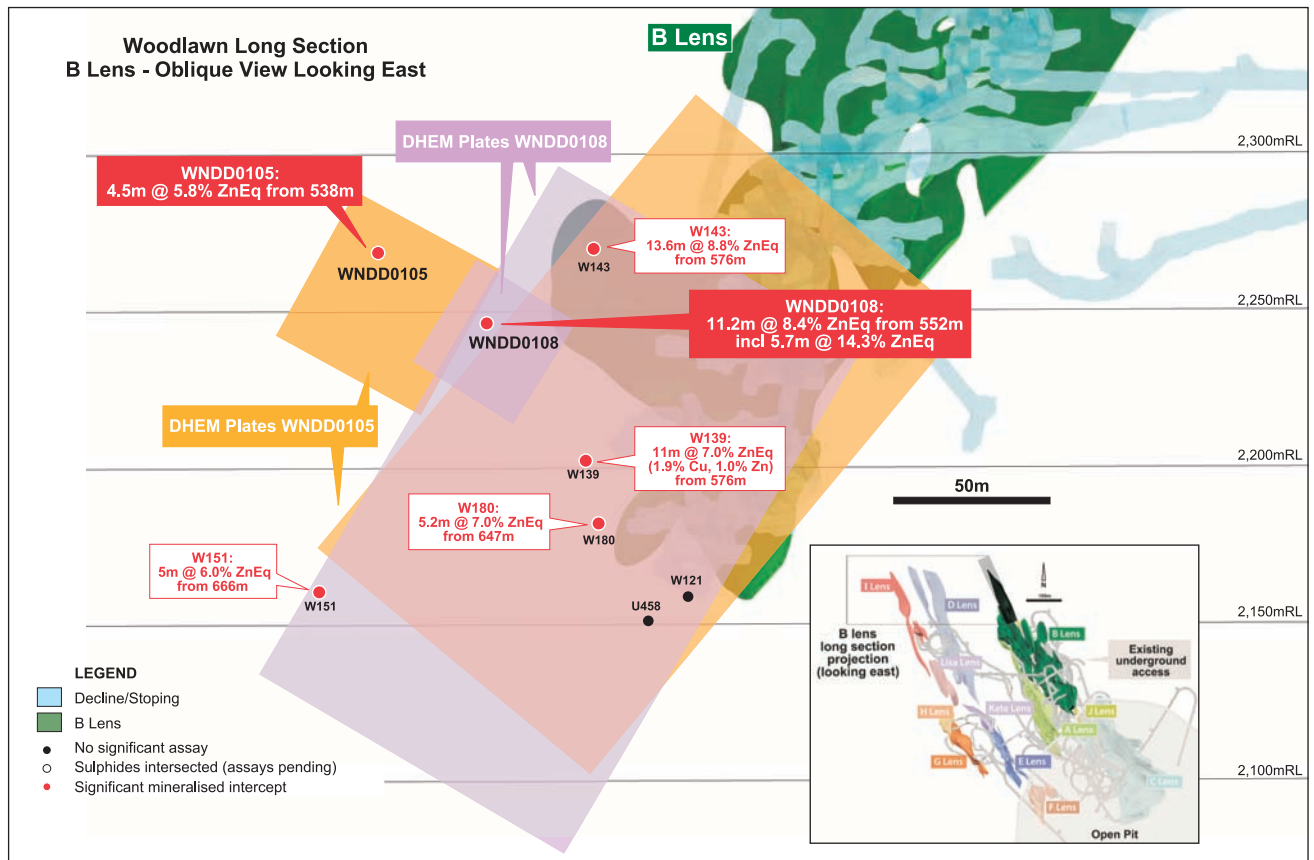 Woodlawn Long Section
B Lens - Oblique View Looking East
B Lens
DHEM Plates WNDD0108
2,300mRL
WNDD0105:
4.5m @ 5.8% ZnEq from 538m
W143:
13.6m @ 8.8% ZnEq
from 576m
W143
WNDD0105
2,250mRL
WNDD0108:
11.2m @ 8.4% ZnEq from 552m
incl 5.7m @ 14.3% ZnEq
WNDD0108
DHEM Plates WNDD0105
W139:
11m @ 7.0% ZnEq
(1.9% Cu, 1.0% Zn)
from 576m
W139
2,200mRL
50m
W180:
5.2m @ 7.0% ZnEq
from 647m
W180
W151:
5m @ 6.0% ZnEq
from 666m
W151
W121
U458
2,150mRL
LEGEND
Decline/Stoping
B Lens
No significant assay
Sulphides intersected (assays pending)
Significant mineralised intercept
2,100mRL
N
I Lens
D Lens
B Lens
B lens
long section
projection
(looking east)
Existing
underground
access
Lisa Lens
Kate Lens
J Lens
H Lens
A Lens
G Lens
E Lens
C Lens
F Lens
Open Pit